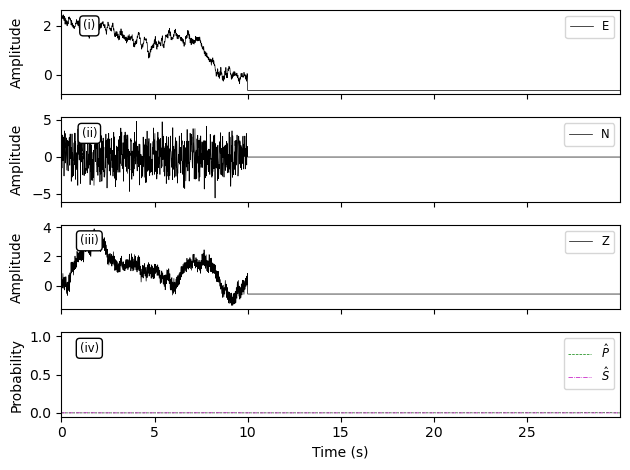 Amplitude
2
0
(i)
E
Amplitude
5
0
−5
(ii)
N
Amplitude
4
2
0
(iii)
Z
Probability
1.0
0.5
0.0
(iv)
P̂
Ŝ
0 5 10 15 20 25
Time (s)